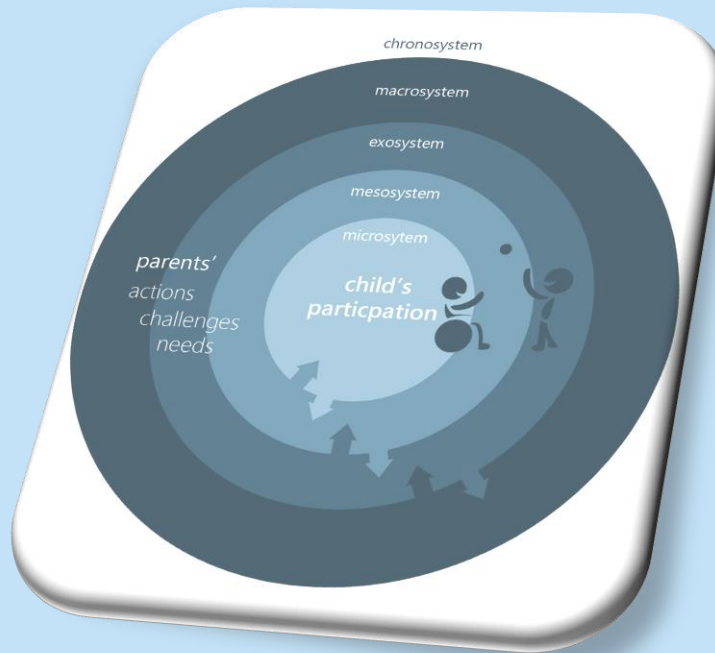 chronosystem
macrosystem
exosystem
mesosystem
microsytem
parents'
actions
challenges
needs
child's
particpation